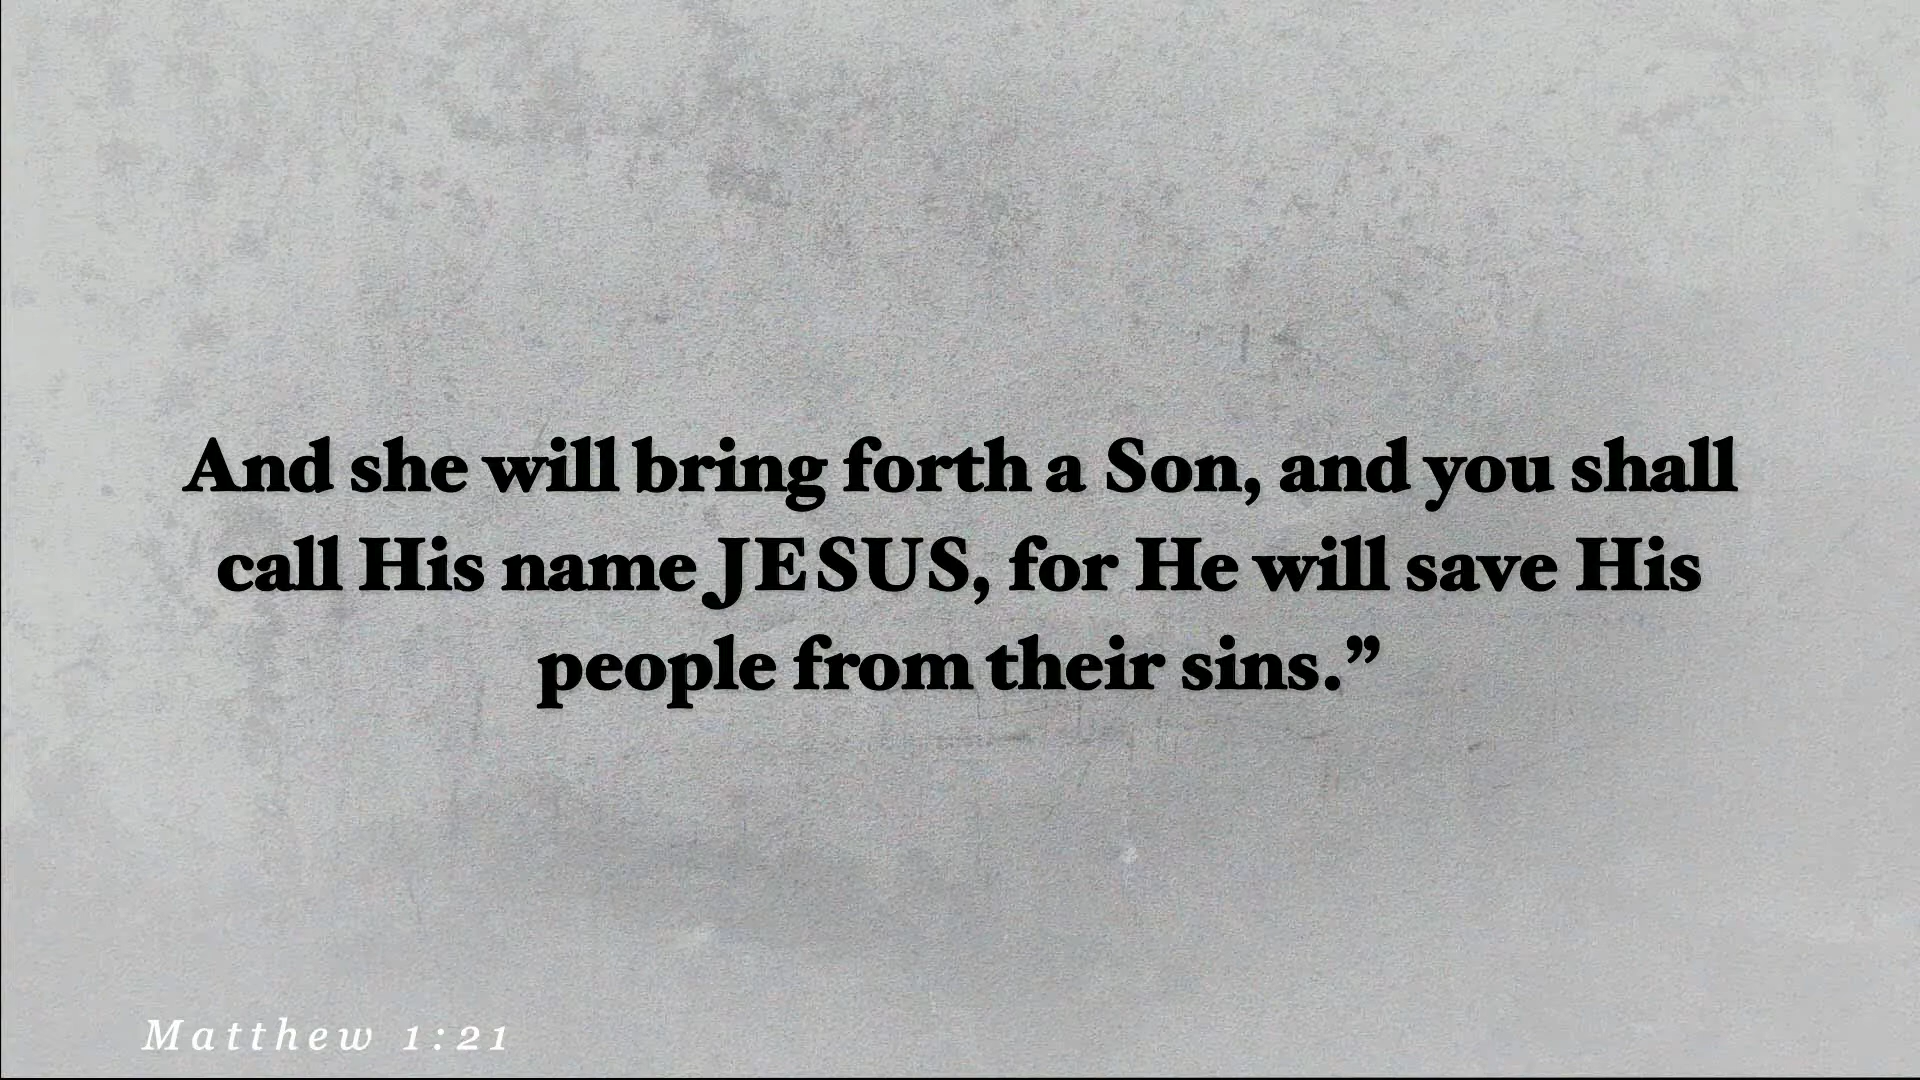 And she will bring forth a Son, and you shall
call His name JESUS, for He will save His
people from their sins.”
Matthew 1:21